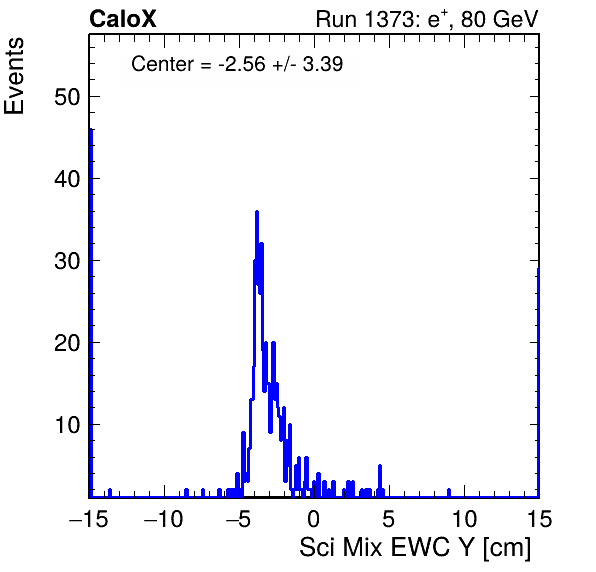 CaloX Run 1373: e⁺, 80 GeV
Center = -2.56 +/- 3.39
Events
50
40
30
20
10
−15 −10 −5 0 5 10 15
Sci Mix EWC Y [cm]